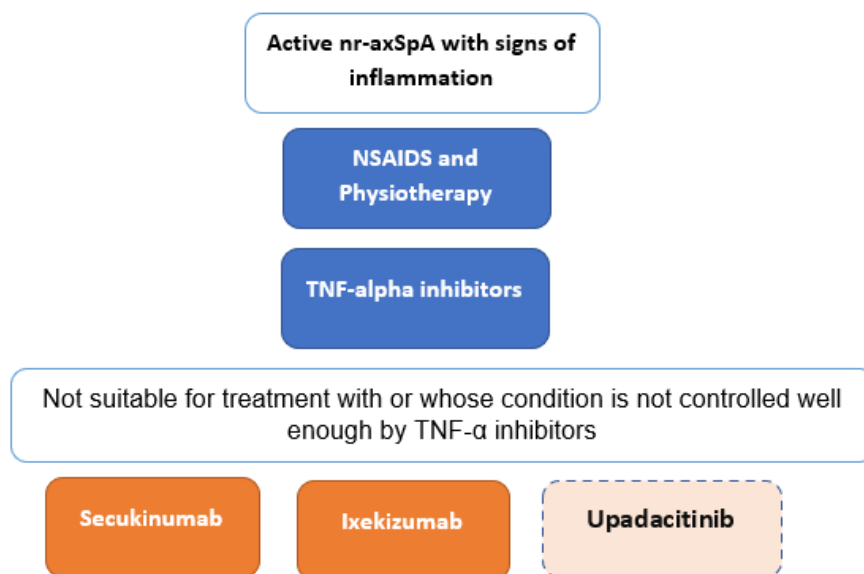 Active nr-axSpA with signs of
inflammation
NSAIDS and
Physiotherapy
TNF-alpha inhibitors
Not suitable for treatment with or whose condition is not controlled well
enough by TNF-α inhibitors
Secukinumab
Ixekizumab
Upadacitinib